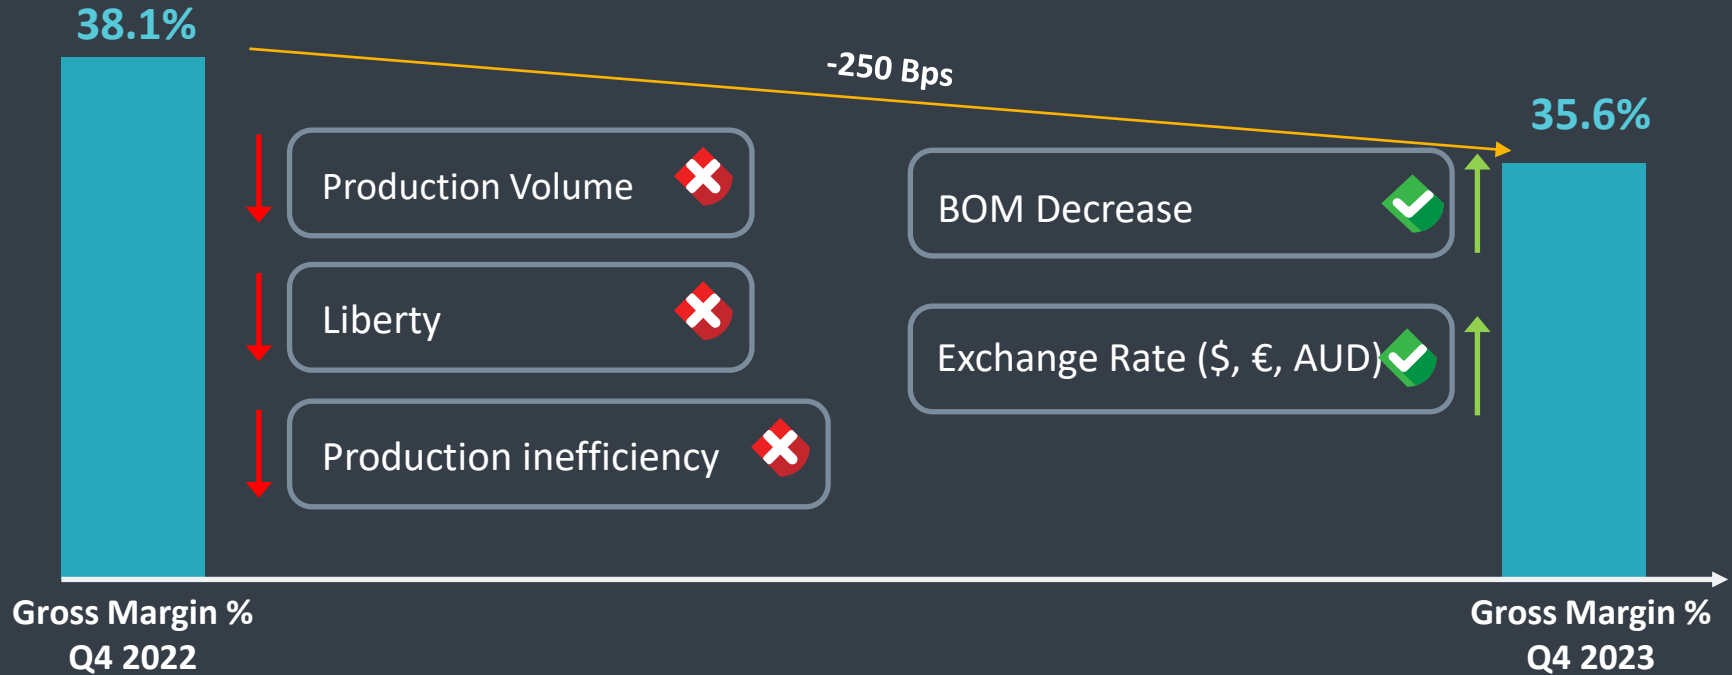 38.1%
-250 Bps
35.6%
Production Volume
Liberty
Production inefficiency
BOM Decrease
Exchange Rate ($, €, AUD)
Gross Margin %
Q4 2022
Gross Margin %
Q4 2023